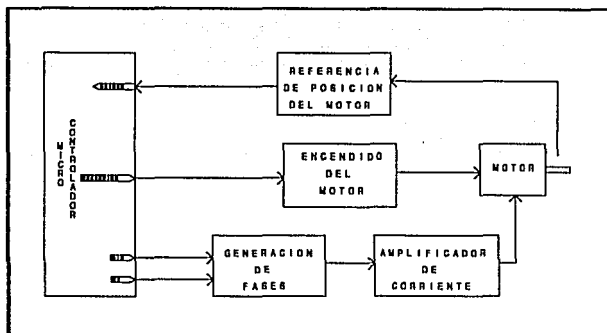 REFERENCIA
DE POSICION
DEL MOTOR
MICRO
CONTROLADOR
ENCENDIDO
DEL
MOTOR
MOTOR
GENERACION
DE
FASES
AMPLIFICADOR
DE
CORRIENTE